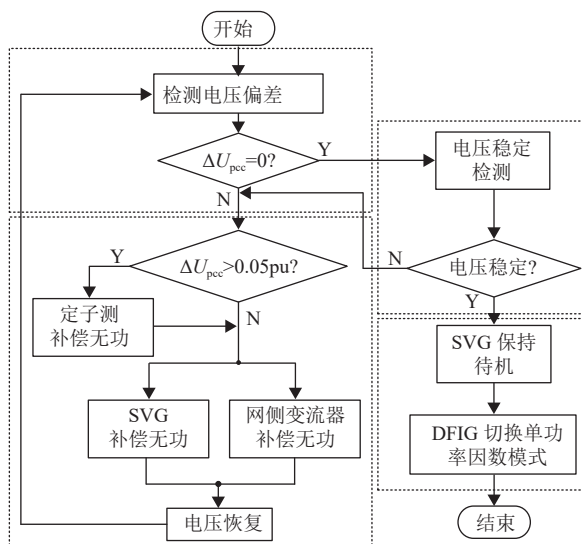 开始
检测电压偏差
ΔUpcc=0?
Y
N
电压稳定
检测
ΔUpcc>0.05pu?
Y
N
电压稳定?
N
Y
定子测
补偿无功
SVG 保持
待机
SVG
补偿无功
网侧变流器
补偿无功
DFIG 切换单功
率因数模式
电压恢复
结束